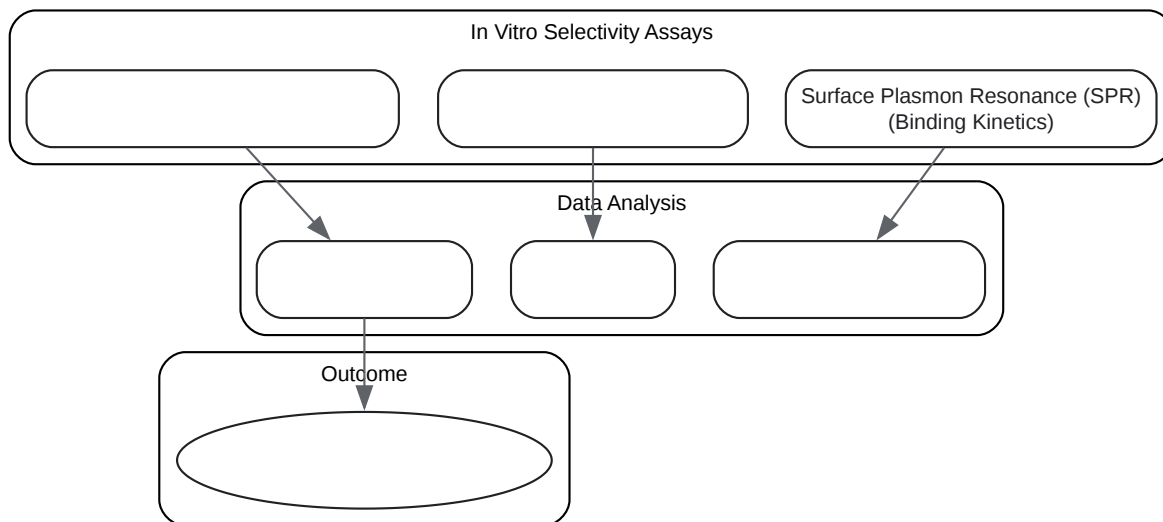 In Vitro Selectivity Assays
Surface Plasmon Resonance (SPR)
(Binding Kinetics)
Data Analysis
Outcome